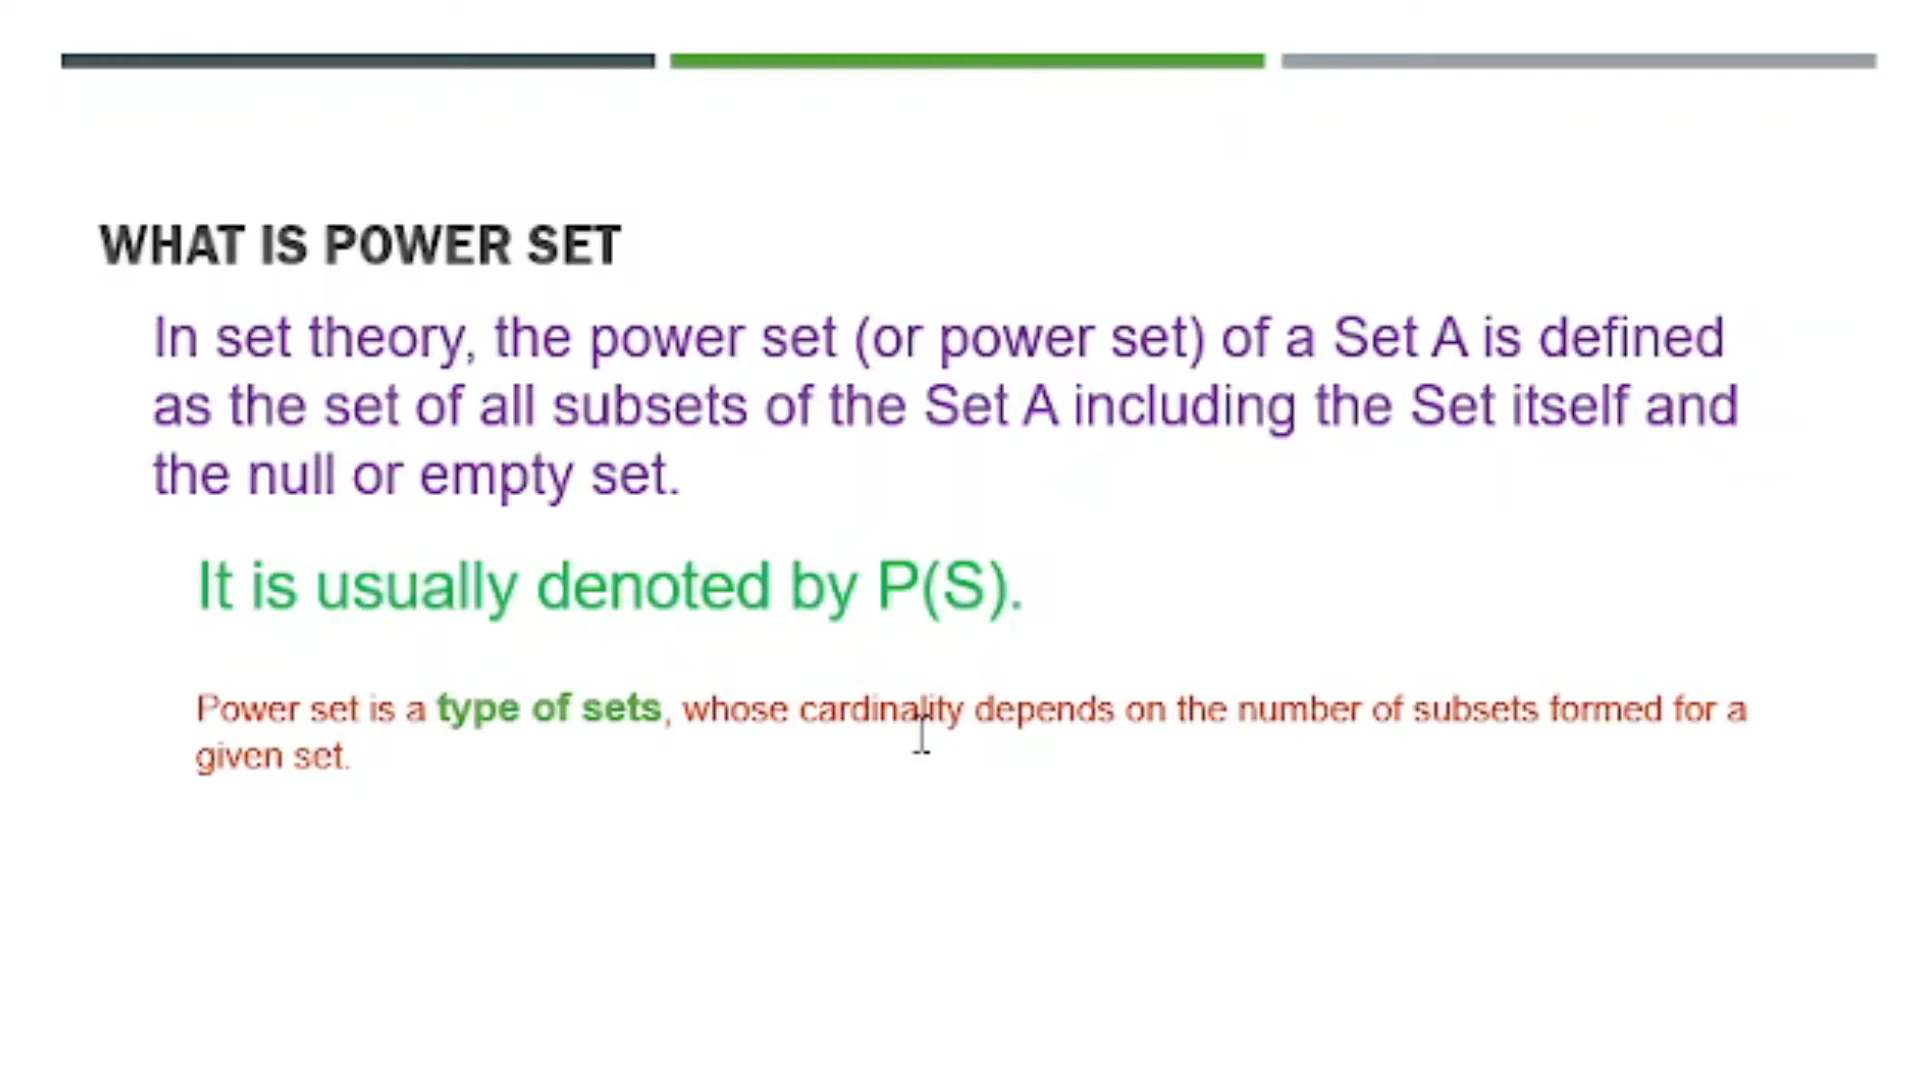 WHAT IS POWER SET
In set theory, the power set (or power set) of a Set A is defined
as the set of all subsets of the Set A including the Set itself and
the null or empty set.
It is usually denoted by P(S).
Power set is a type of sets, whose cardinality depends on the number of subsets formed for a
given set.